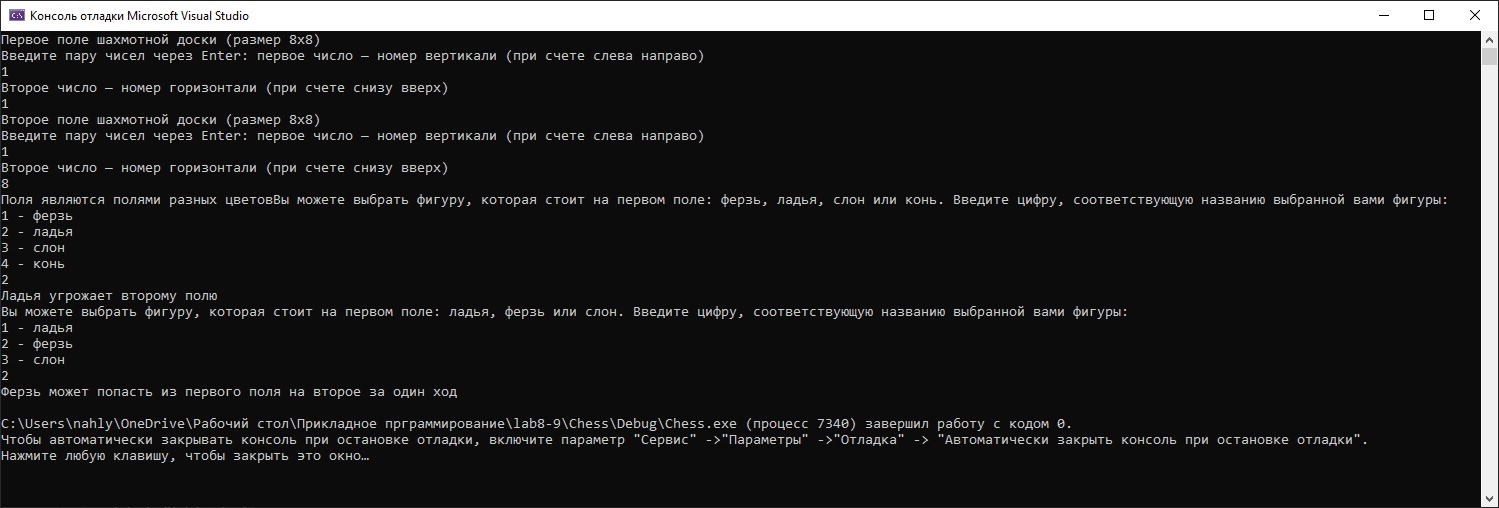 Консоль отладки Microsoft Visual Studio
Первое поле шахмотной доски (размер 8x8)
Введите пару чисел через Enter: первое число — номер вертикали (при счете слева направо)
1
Второе число — номер горизонтали (при счете снизу вверх)
1
Второе поле шахмотной доски (размер 8x8)
Введите пару чисел через Enter: первое число — номер вертикали (при счете слева направо)
1
Второе число — номер горизонтали (при счете снизу вверх)
8
Поля являются полями разных цветовВы можете выбрать фигуру, которая стоит на первом поле: ферзь, ладья, слон или конь. Введите цифру, соответствующую названию выбранной вами фигуры:
1 - ферзь
2 - ладья
3 - слон
4 - конь
2
Ладья угрожает второму полю
Вы можете выбрать фигуру, которая стоит на первом поле: ладья, ферзь или слон. Введите цифру, соответствующую названию выбранной вами фигуры:
1 - ладья
2 - ферзь
3 - слон
2
Ферзь может попасть из первого поля на второе за один ход
C:\Users\nahly\OneDrive\Рабочий стол\Прикладное прграммирование\lab8-9\Chess\Debug\Chess.exe (процесс 7340) завершил работу с кодом 0.
Чтобы автоматически закрывать консоль при остановке отладки, включите параметр "Сервис" ->"Параметры" ->"Отладка" -> "Автоматически закрыть консоль при остановке отладки".
Нажмите любую клавишу, чтобы закрыть это окно…